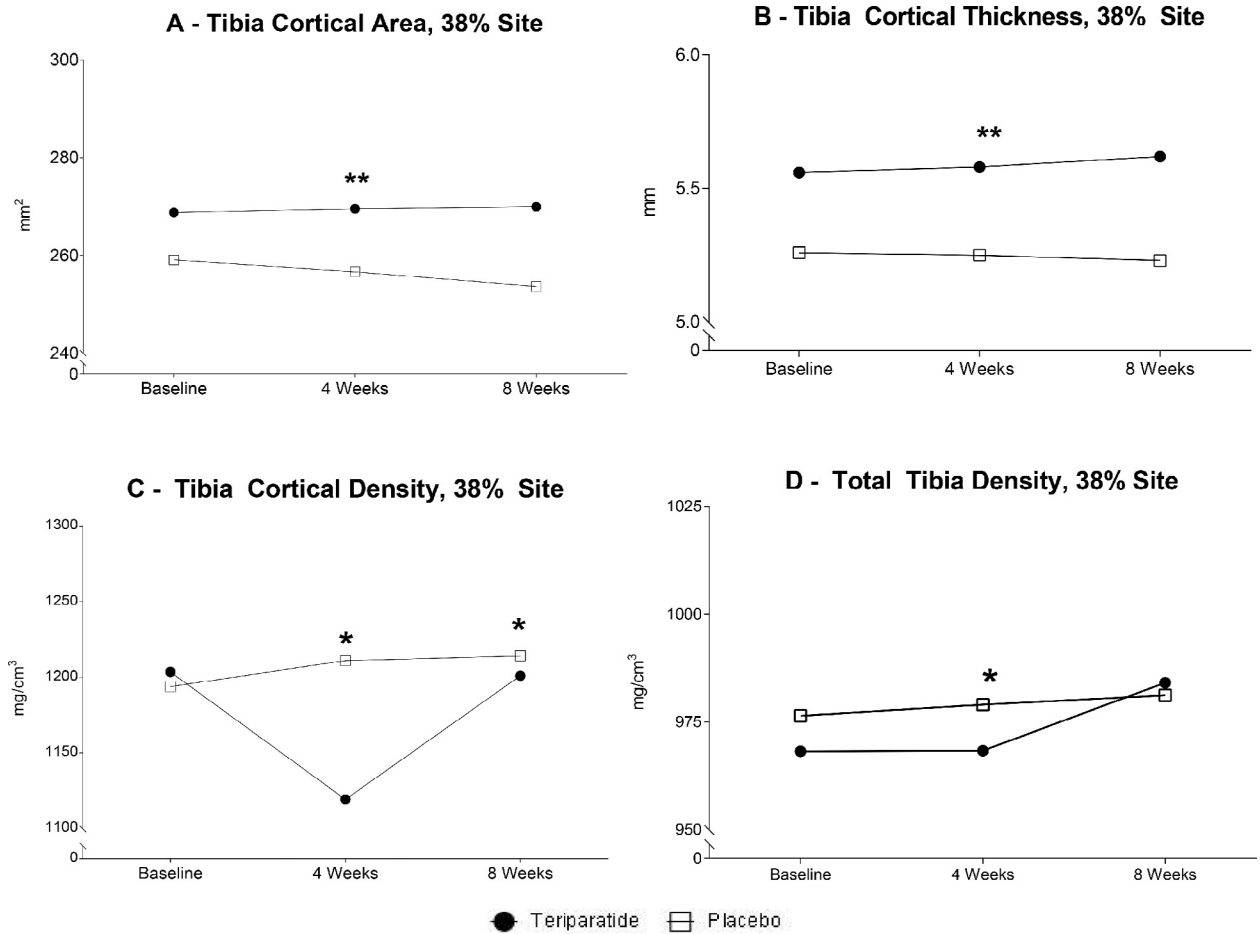 A - Tibia Cortical Area, 38% Site
300
280
260
240
0
mm²
**
Baseline
4 Weeks
8 Weeks
B - Tibia Cortical Thickness, 38% Site
6.0
5.5
5.0
0
mm
**
Baseline
4 Weeks
8 Weeks
C - Tibia Cortical Density, 38% Site
1300
1250
1200
1150
1100
0
mg/cm³
*
*
Baseline
4 Weeks
8 Weeks
D - Total Tibia Density, 38% Site
1025
1000
975
950
0
mg/cm³
*
Baseline
4 Weeks
8 Weeks
Teriparatide
Placebo